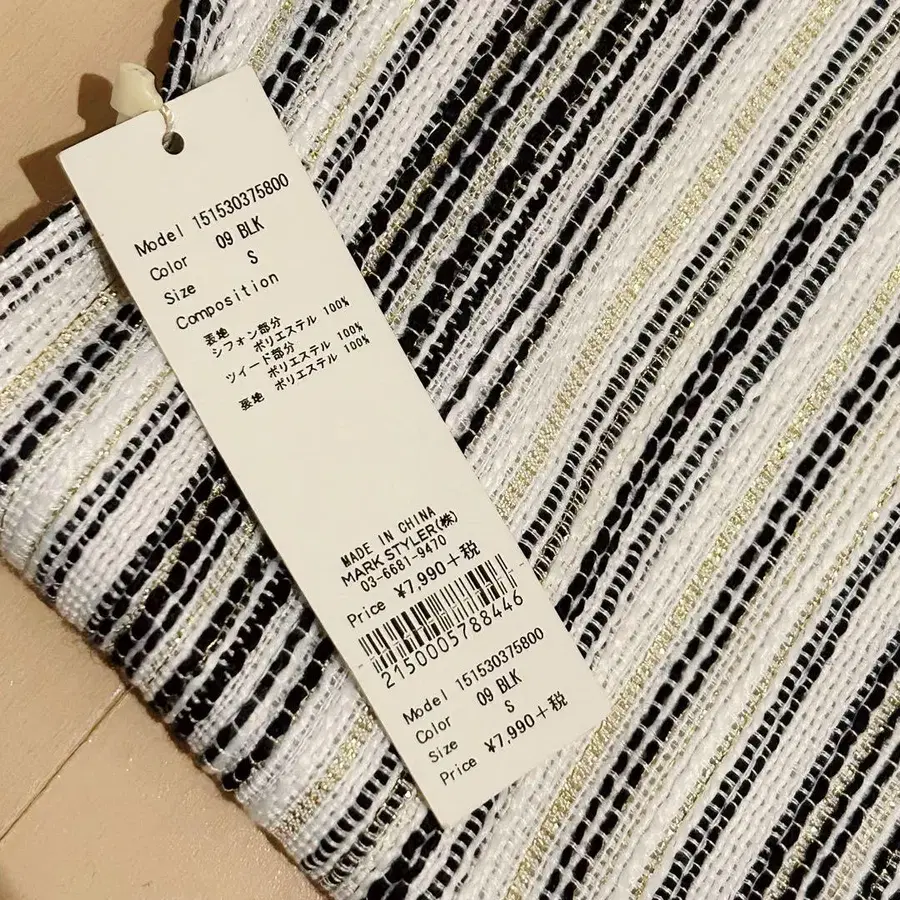 Model 151530375800
Color 09 BLK
Size S
Composition
表地
シフォン部分
ポリエステル 100%
ツイード部分
ポリエステル 100%
表地 ポリエステル 100%
MADE IN CHINA
MARK STYLER(株)
03-6681-9470
Price ¥7,990+税
2150005788446
Model 151530375800
Color 09 BLK
Size S
Price ¥7,990+税